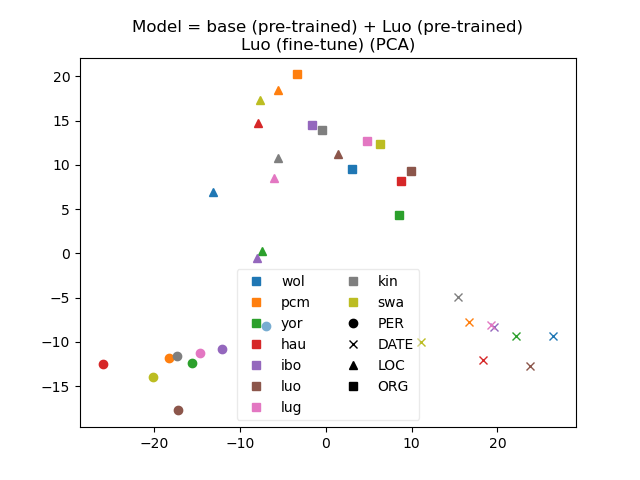 Model = base (pre-trained) + Luo (pre-trained)
Luo (fine-tune) (PCA)
20
15
10
5
0
−5
−10
−15
−20
−10
0
10
20
wol
pcm
yor
hau
ibo
luo
lug
kin
swa
PER
DATE
LOC
ORG